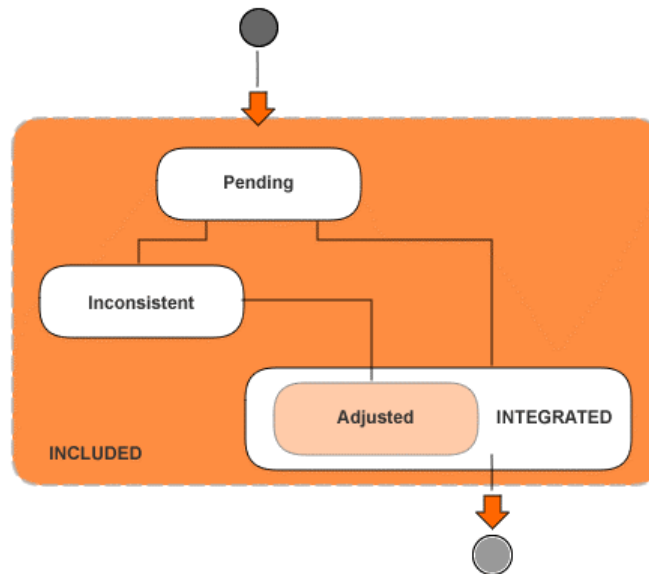 Pending
Inconsistent
Adjusted
INTEGRATED
INCLUDED